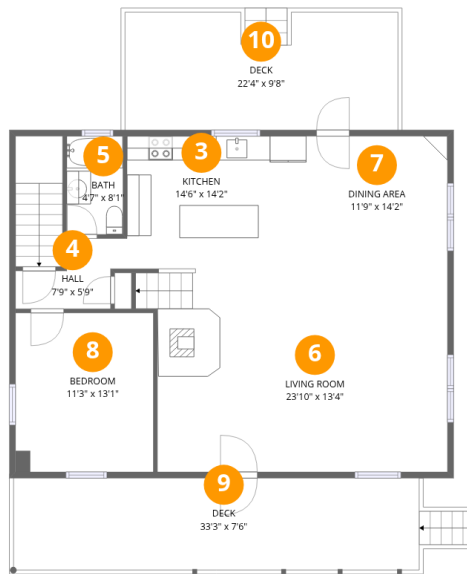 10
DECK
22'4" x 9'8"
5
BATH
4'7" x 8'1"
3
KITCHEN
14'6" x 14'2"
7
DINING AREA
11'9" x 14'2"
4
HALL
7'9" x 5'9"
8
BEDROOM
11'3" x 13'1"
6
LIVING ROOM
23'10" x 13'4"
9
DECK
33'3" x 7'6"